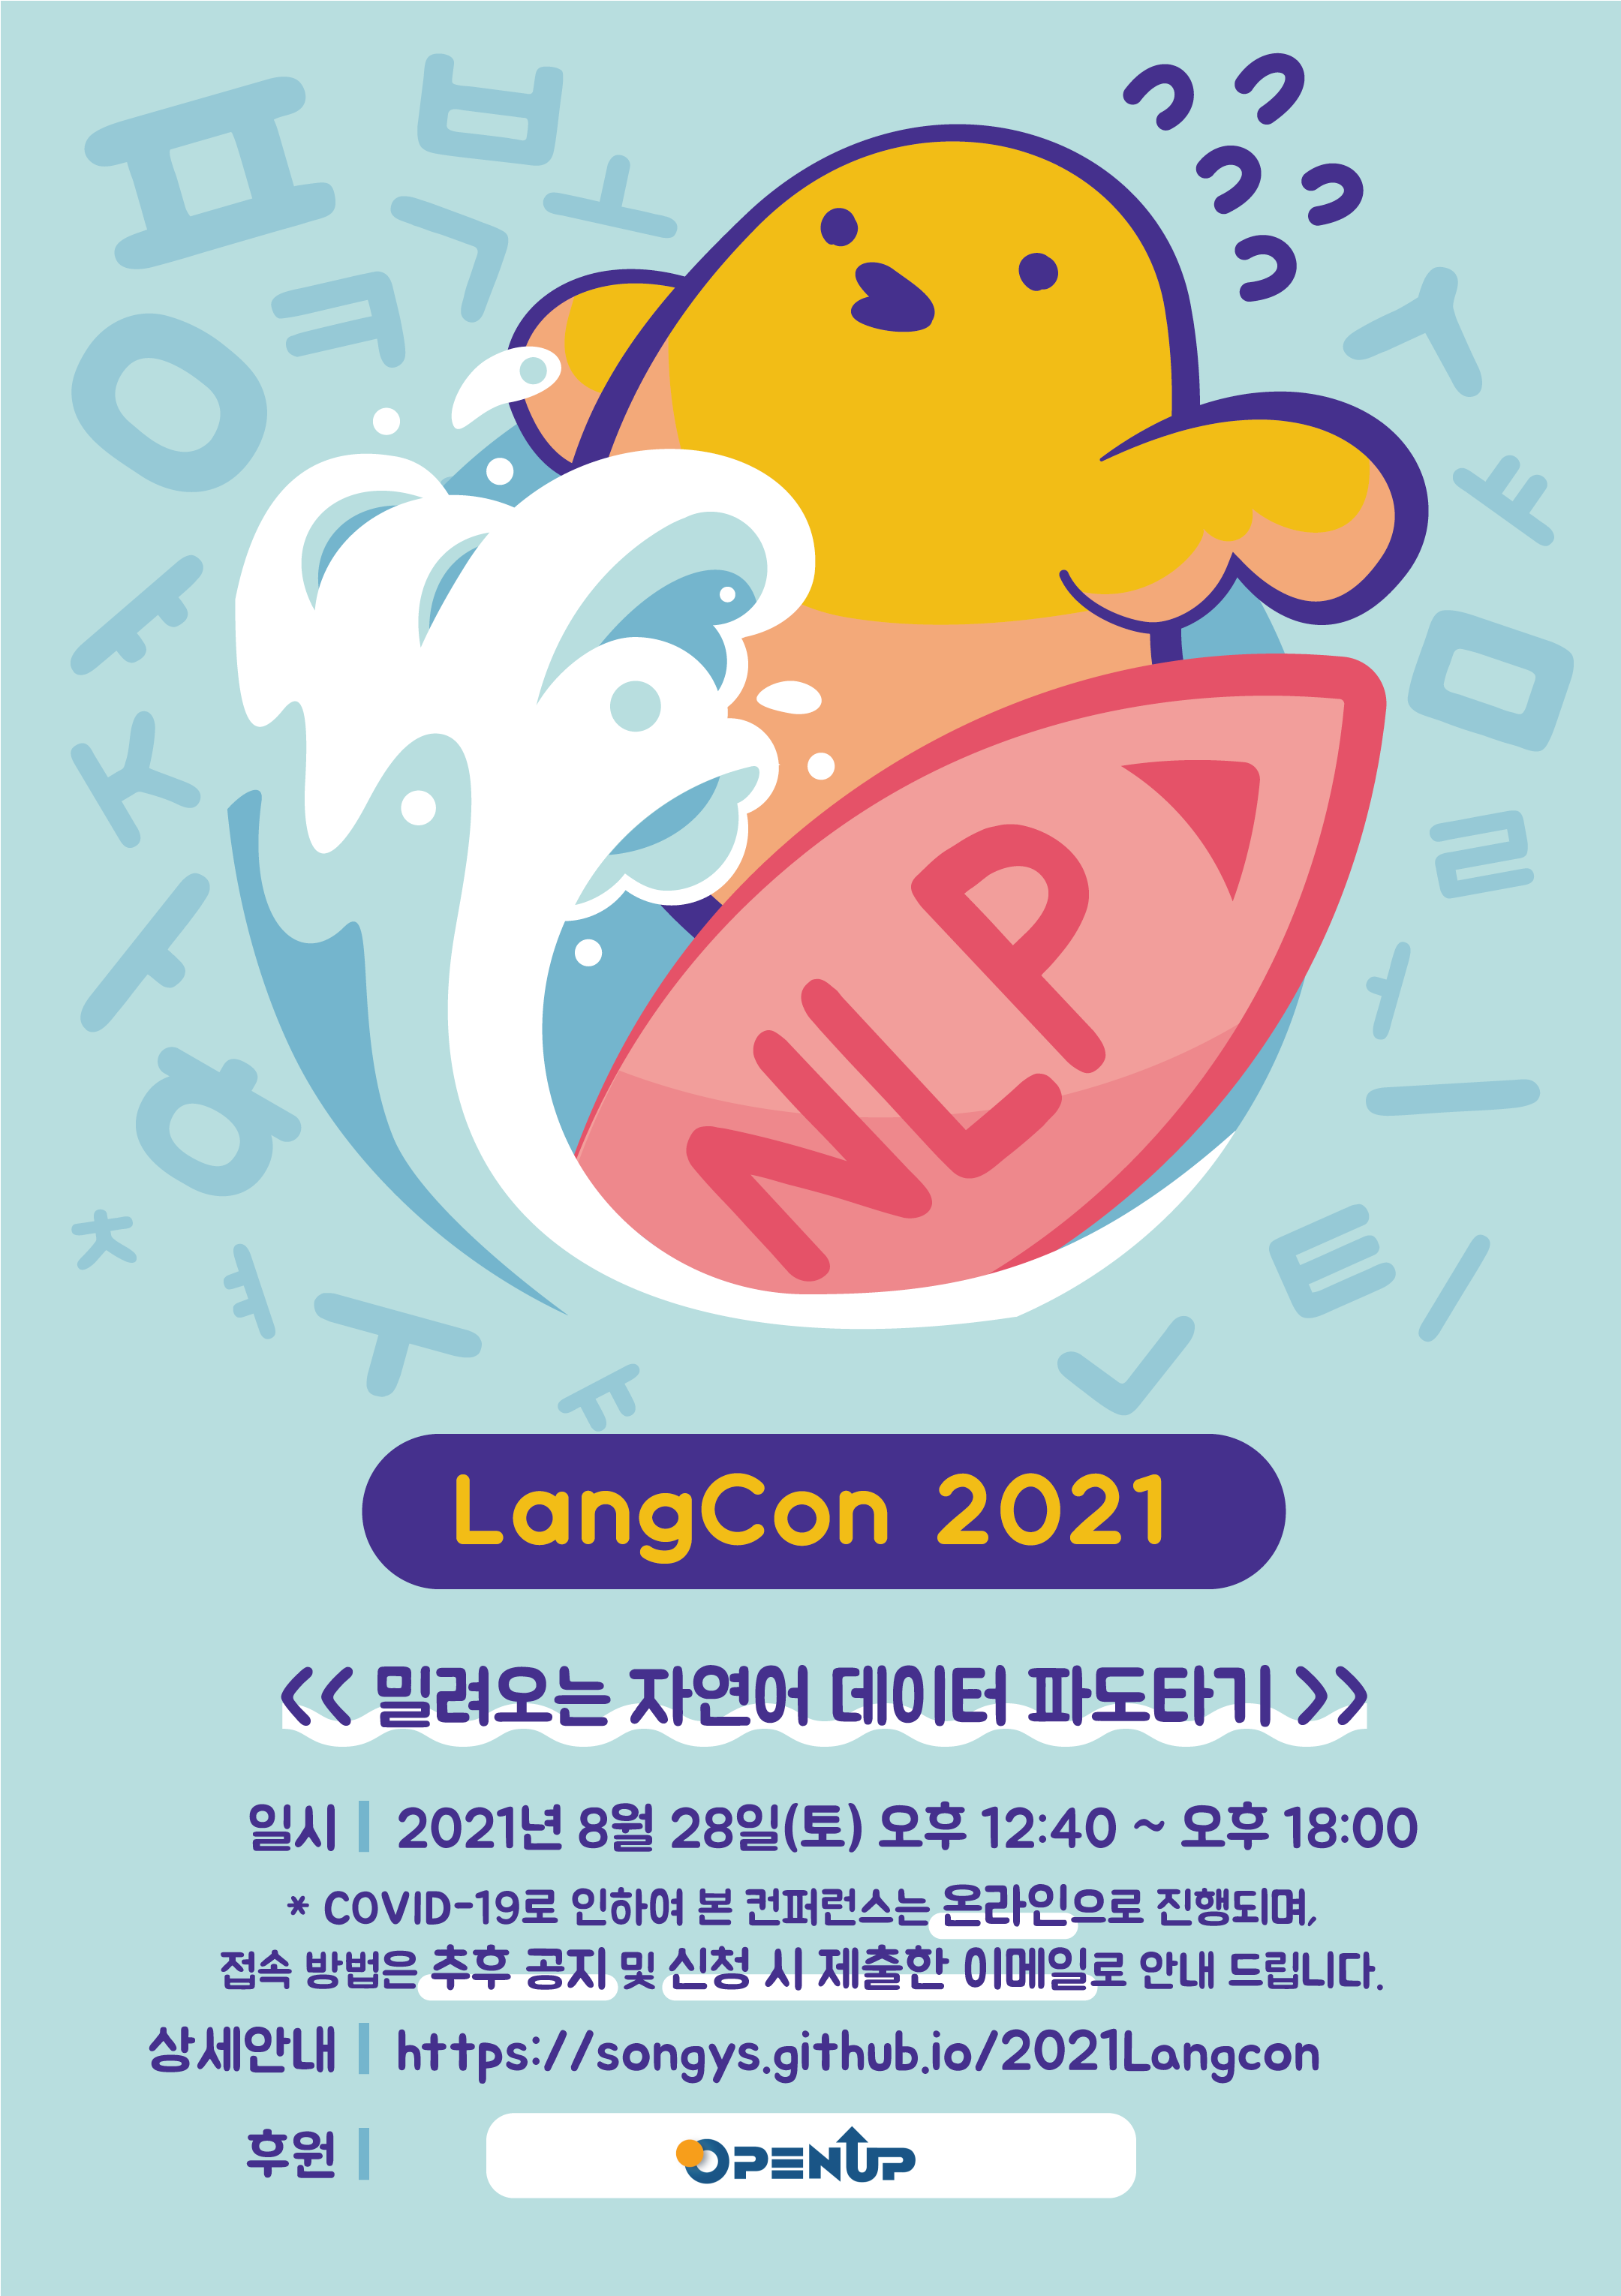 ㅍ
ㅂ
ㄱ
ㅗ
ㅋ
ㅇ
ㅅ
ㅛ
ㅑ
ㅈ
ㅏ
ㅎ
ㅊ
ㅕ
ㅜ
ㅠ
ㅁ
ㄹ
ㅓ
ㅡ
ㅌ
ㅣ
ㄴ
NLP
LangCon 2021
<< 밀려오는 자연어 데이터 파도타기 >>
일시 | 2021년 8월 28일(토) 오후 12:40 ~ 오후 18:00
* COVID-19로 인하여 본 컨퍼런스는 온라인으로 진행되며,
접속 방법은 추후 공지 및 신청 시 제출한 이메일로 안내 드립니다.
상세안내 | https://songys.github.io/2021Langcon
후원 | OPENUP